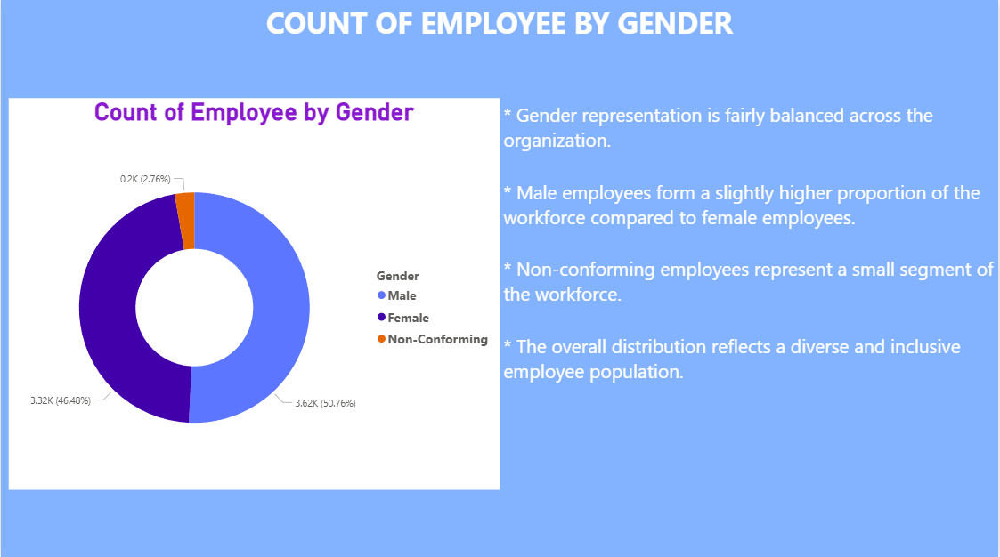 COUNT OF EMPLOYEE BY GENDER
Count of Employee by Gender
0.2K (2.76%)
3.32K (46.48%)
3.62K (50.76%)
Gender
Male
Female
Non-Conforming
* Gender representation is fairly balanced across the
organization.
* Male employees form a slightly higher proportion of the
workforce compared to female employees.
* Non-conforming employees represent a small segment of
the workforce.
* The overall distribution reflects a diverse and inclusive
employee population.